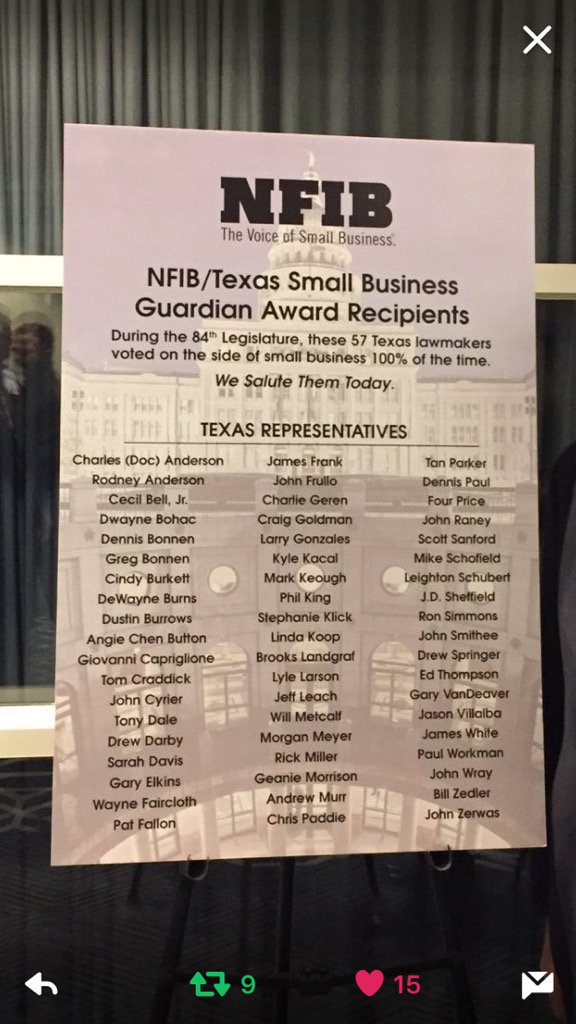 NFIB
The Voice of Small Business.
NFIB/Texas Small Business
Guardian Award Recipients
During the 84th Legislature, these 57 Texas lawmakers
voted on the side of small business 100% of the time.
We Salute Them Today.
TEXAS REPRESENTATIVES
Charles (Doc) Anderson
Rodney Anderson
Cecil Bell, Jr.
Dwayne Bohac
Dennis Bonnen
Greg Bonnen
Cindy Burkett
DeWayne Burns
Dustin Burrows
Angie Chen Button
Giovanni Capriglione
Tom Craddick
John Cyrier
Tony Dale
Drew Darby
Sarah Davis
Gary Elkins
Wayne Faircloth
Pat Fallon
James Frank
John Frullo
Charlie Geren
Craig Goldman
Larry Gonzales
Kyle Kacal
Mark Keough
Phil King
Stephanie Klick
Linda Koop
Brooks Landgraf
Lyle Larson
Jeff Leach
Will Metcalf
Morgan Meyer
Rick Miller
Geanie Morrison
Andrew Murr
Chris Paddie
Tan Parker
Dennis Paul
Four Price
John Raney
Scott Sanford
Mike Schofield
Leighton Schubert
J.D. Sheffield
Ron Simmons
John Smithee
Drew Springer
Ed Thompson
Gary VanDeaver
Jason Villalba
James White
Paul Workman
John Wray
Bill Zedler
John Zerwas
9
15